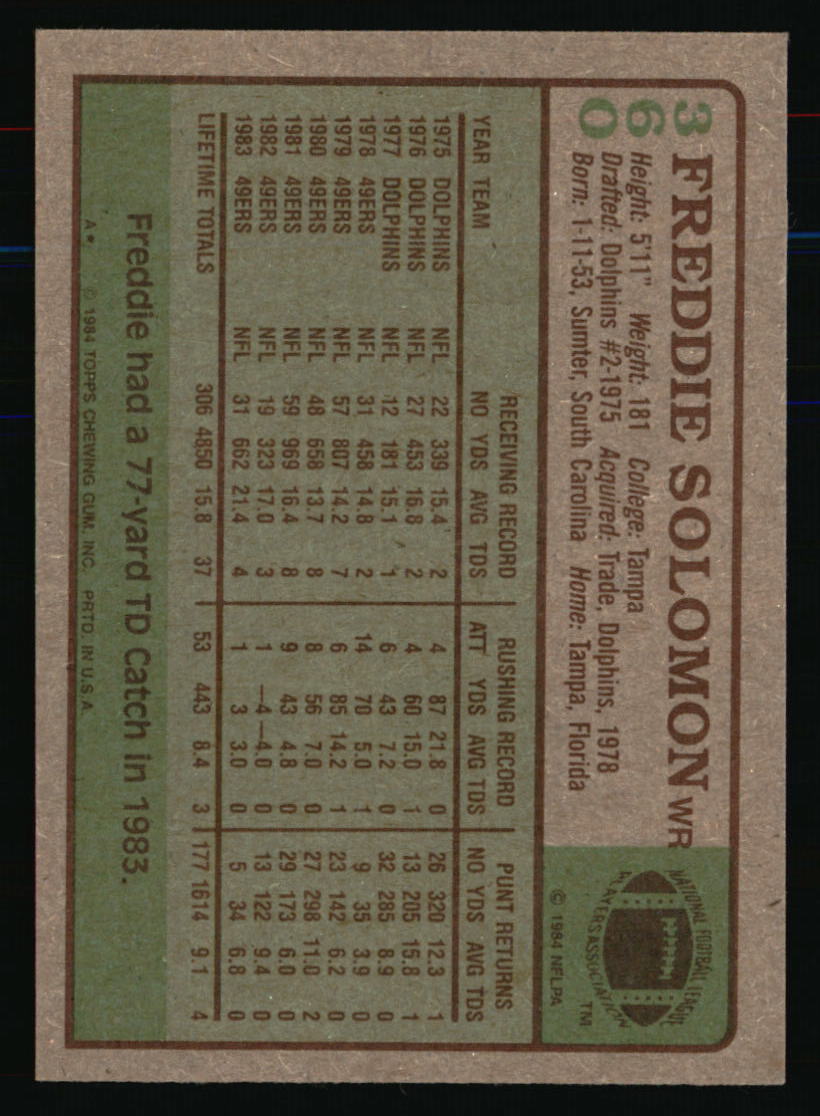 360
FREDDIE SOLOMON WR
Height: 5'11" Weight: 181 College: Tampa
Drafted: Dolphins #2-1975 Acquired: Trade, Dolphins, 1978
Born: 1-11-53, Sumter, South Carolina Home: Tampa, Florida
NATIONAL FOOTBALL LEAGUE
PLAYERS ASSOCIATION
TM
© 1984 NFLPA
RECEIVING RECORD RUSHING RECORD PUNT RETURNS
YEAR TEAM NO YDS AVG TDS ATT YDS AVG TDS NO YDS AVG TDS
1975 DOLPHINS NFL 22 339 15.4 2 4 87 21.8 0 26 320 12.3 1
1976 DOLPHINS NFL 27 453 16.8 2 4 60 15.0 1 13 205 15.8 1
1977 DOLPHINS NFL 12 181 15.1 1 6 43 7.2 0 32 285 8.9 0
1978 49ERS NFL 31 458 14.8 2 14 70 5.0 1 9 35 3.9 0
1979 49ERS NFL 57 807 14.2 7 6 85 14.2 1 23 142 6.2 0
1980 49ERS NFL 48 658 13.7 8 8 56 7.0 0 27 298 11.0 2
1981 49ERS NFL 59 969 16.4 8 9 43 4.8 0 29 173 6.0 0
1982 49ERS NFL 19 323 17.0 3 1 —4 —4.0 0 13 122 9.4 0
1983 49ERS NFL 31 662 21.4 4 1 3 3.0 0 5 34 6.8 0
LIFETIME TOTALS 306 4850 15.8 37 53 443 8.4 3 177 1614 9.1 4
Freddie had a 77-yard TD Catch in 1983.
A* © 1984 TOPPS CHEWING GUM, INC. PRTD. IN U.S.A.